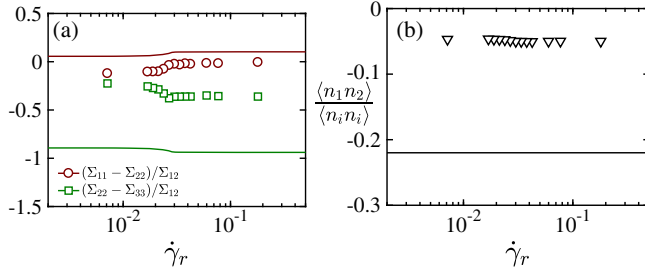 (a)
0.5
0
-0.5
-1
-1.5
(Σ₁₁ − Σ₂₂)/Σ₁₂
(Σ₂₂ − Σ₃₃)/Σ₁₂
10⁻² 10⁻¹
γ̇ᵣ
(b)
0
-0.1
-0.2
-0.3
⟨n₁n₂⟩
⟨nᵢnᵢ⟩
10⁻² 10⁻¹
γ̇ᵣ